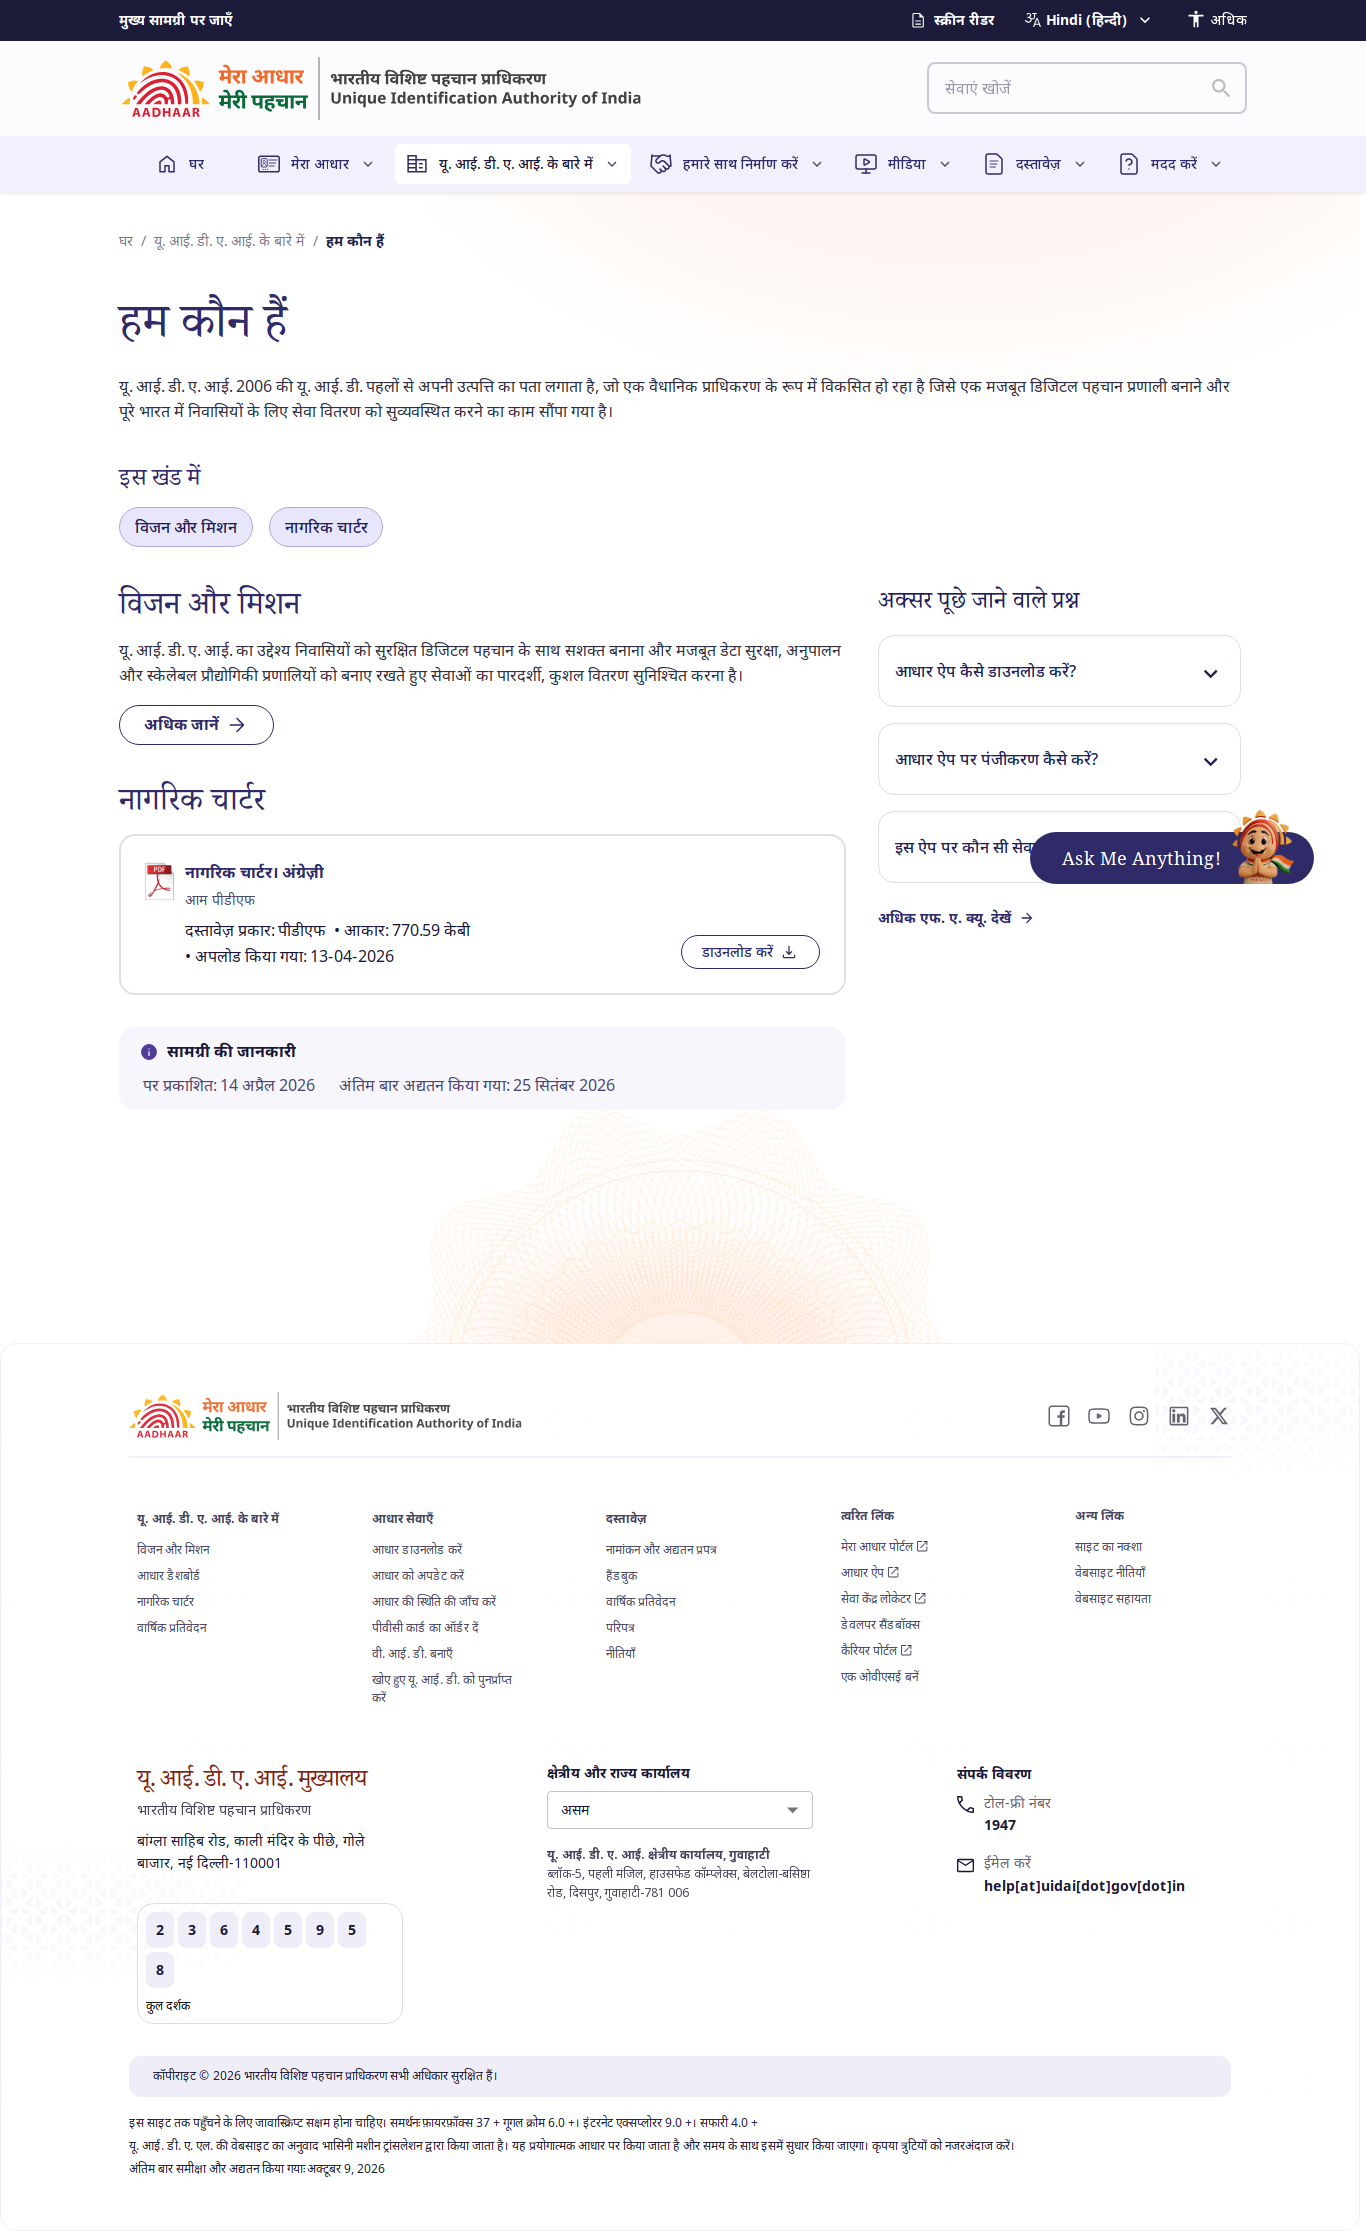 मुख्य सामग्री पर जाएँ
स्क्रीन रीडर
Hindi (हिन्दी)
अधिक
मेरा आधार
मेरी पहचान
AADHAAR
भारतीय विशिष्ट पहचान प्राधिकरण
Unique Identification Authority of India
सेवाएं खोजें
घर
मेरा आधार
यू. आई. डी. ए. आई. के बारे में
हमारे साथ निर्माण करें
मीडिया
दस्तावेज़
मदद करें
घर / यू. आई. डी. ए. आई. के बारे में / हम कौन हैं
हम कौन हैं
यू. आई. डी. ए. आई. 2006 की यू. आई. डी. पहलों से अपनी उत्पत्ति का पता लगाता है, जो एक वैधानिक प्राधिकरण के रूप में विकसित हो रहा है जिसे एक मजबूत डिजिटल पहचान प्रणाली बनाने और
पूरे भारत में निवासियों के लिए सेवा वितरण को सुव्यवस्थित करने का काम सौंपा गया है।
इस खंड में
विजन और मिशन
नागरिक चार्टर
विजन और मिशन
यू. आई. डी. ए. आई. का उद्देश्य निवासियों को सुरक्षित डिजिटल पहचान के साथ सशक्त बनाना और मजबूत डेटा सुरक्षा, अनुपालन
और स्केलेबल प्रौद्योगिकी प्रणालियों को बनाए रखते हुए सेवाओं का पारदर्शी, कुशल वितरण सुनिश्चित करना है।
अधिक जानें
नागरिक चार्टर
PDF
नागरिक चार्टर। अंग्रेज़ी
आम पीडीएफ
दस्तावेज़ प्रकार: पीडीएफ • आकार: 770.59 केबी
• अपलोड किया गया: 13-04-2026
डाउनलोड करें
सामग्री की जानकारी
पर प्रकाशित: 14 अप्रैल 2026 अंतिम बार अद्यतन किया गया: 25 सितंबर 2026
अक्सर पूछे जाने वाले प्रश्न
आधार ऐप कैसे डाउनलोड करें?
आधार ऐप पर पंजीकरण कैसे करें?
इस ऐप पर कौन सी
Ask Me Anything!
अधिक एफ. ए. क्यू. देखें
मेरा आधार
मेरी पहचान
AADHAAR
भारतीय विशिष्ट पहचान प्राधिकरण
Unique Identification Authority of India
यू. आई. डी. ए. आई. के बारे में
विजन और मिशन
आधार डैशबोर्ड
नागरिक चार्टर
वार्षिक प्रतिवेदन
आधार सेवाएँ
आधार डाउनलोड करें
आधार को अपडेट करें
आधार की स्थिति की जाँच करें
पीवीसी कार्ड का ऑर्डर दें
वी. आई. डी. बनाएँ
खोए हुए यू. आई. डी. को पुनर्प्राप्त
करें
दस्तावेज़
नामांकन और अद्यतन प्रपत्र
हैंडबुक
वार्षिक प्रतिवेदन
परिपत्र
नीतियाँ
त्वरित लिंक
मेरा आधार पोर्टल
आधार ऐप
सेवा केंद्र लोकेटर
डेवलपर सैंडबॉक्स
कैरियर पोर्टल
एक ओवीएसई बनें
अन्य लिंक
साइट का नक्शा
वेबसाइट नीतियाँ
वेबसाइट सहायता
यू. आई. डी. ए. आई. मुख्यालय
भारतीय विशिष्ट पहचान प्राधिकरण
बांग्ला साहिब रोड, काली मंदिर के पीछे, गोले
बाजार, नई दिल्ली-110001
2 3 6 4 5 9 5
8
कुल दर्शक
क्षेत्रीय और राज्य कार्यालय
असम
यू. आई. डी. ए. आई. क्षेत्रीय कार्यालय, गुवाहाटी
ब्लॉक-5, पहली मंजिल, हाउसफेड कॉम्प्लेक्स, बेलटोला-बसिष्ठा
रोड, दिसपुर, गुवाहाटी-781 006
संपर्क विवरण
टोल-फ्री नंबर
1947
ईमेल करें
help[at]uidai[dot]gov[dot]in
कॉपीराइट © 2026 भारतीय विशिष्ट पहचान प्राधिकरण सभी अधिकार सुरक्षित हैं।
इस साइट तक पहुँचने के लिए जावास्क्रिप्ट सक्षम होना चाहिए। समर्थनः फ़ायरफ़ॉक्स 37 + गूगल क्रोम 6.0 +। इंटरनेट एक्सप्लोरर 9.0 +। सफारी 4.0 +
यू. आई. डी. ए. एल. की वेबसाइट का अनुवाद भासिनी मशीन ट्रांसलेशन द्वारा किया जाता है। यह प्रयोगात्मक आधार पर किया जाता है और समय के साथ इसमें सुधार किया जाएगा। कृपया त्रुटियों को नजरअंदाज करें।
अंतिम बार समीक्षा और अद्यतन किया गयाः अक्टूबर 9, 2026